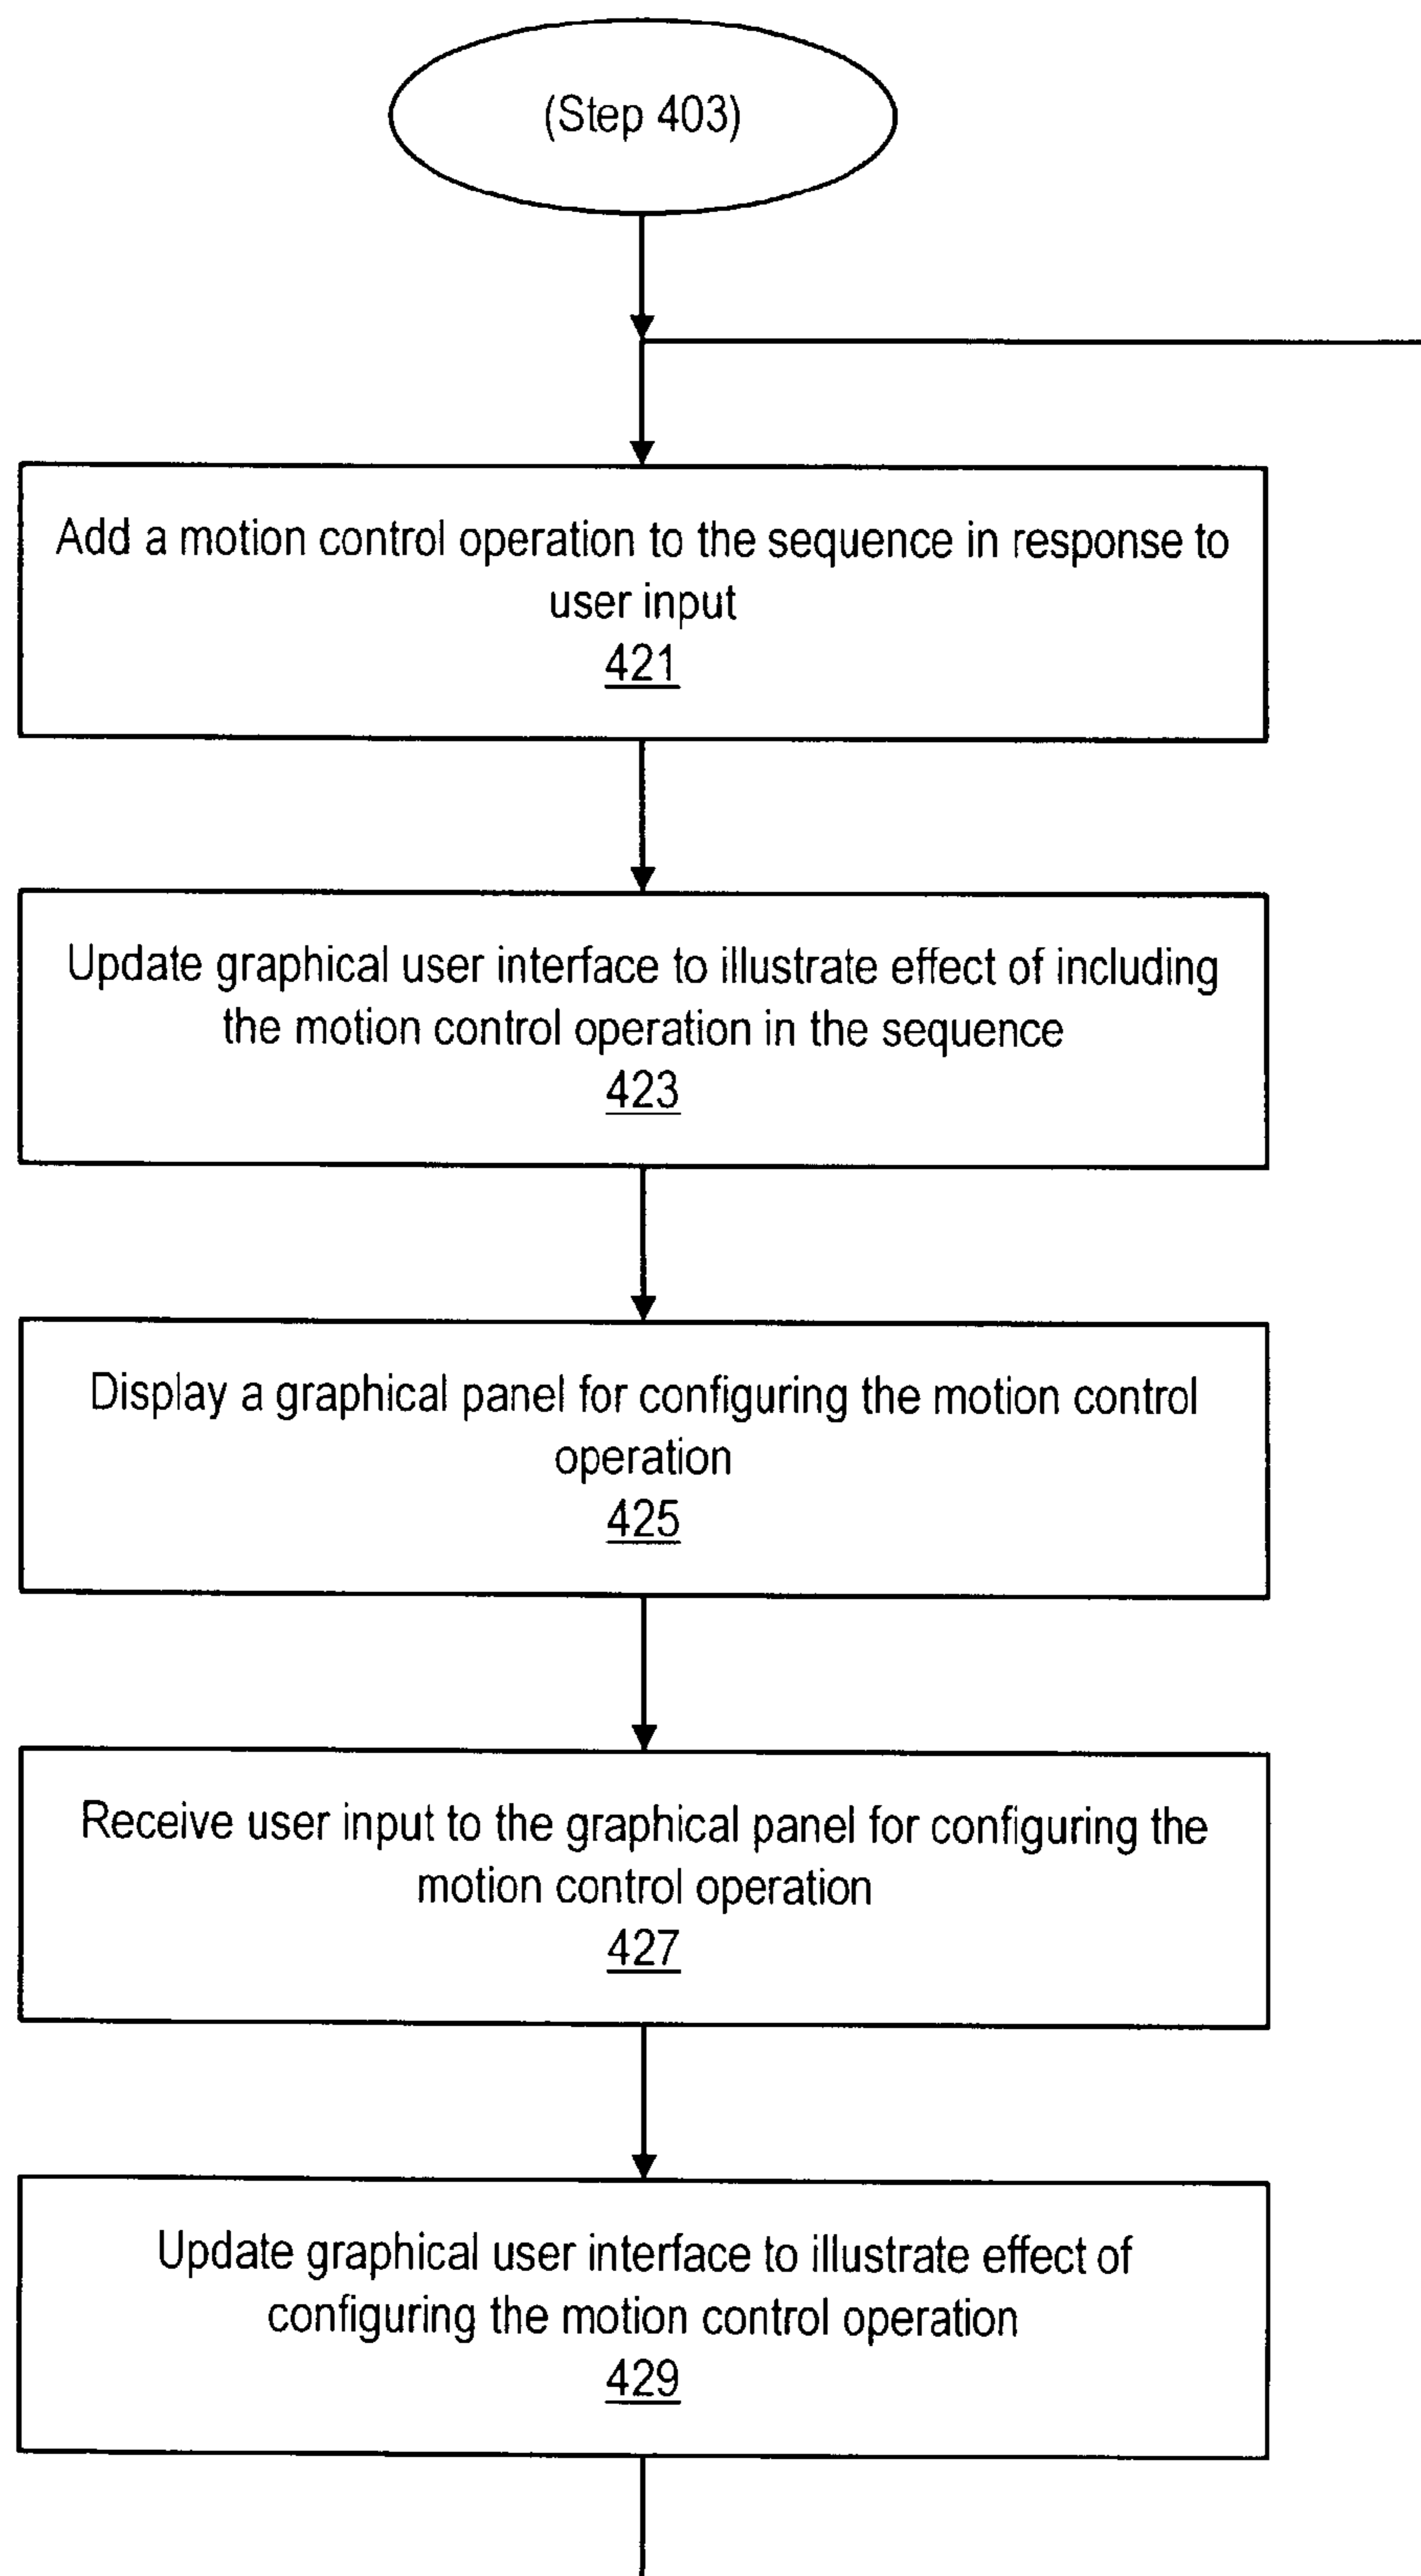 (Step 403)
Add a motion control operation to the sequence in response to
user input
421
Update graphical user interface to illustrate effect of including
the motion control operation in the sequence
423
Display a graphical panel for configuring the motion control
operation
425
Receive user input to the graphical panel for configuring the
motion control operation
427
Update graphical user interface to illustrate effect of
configuring the motion control operation
429